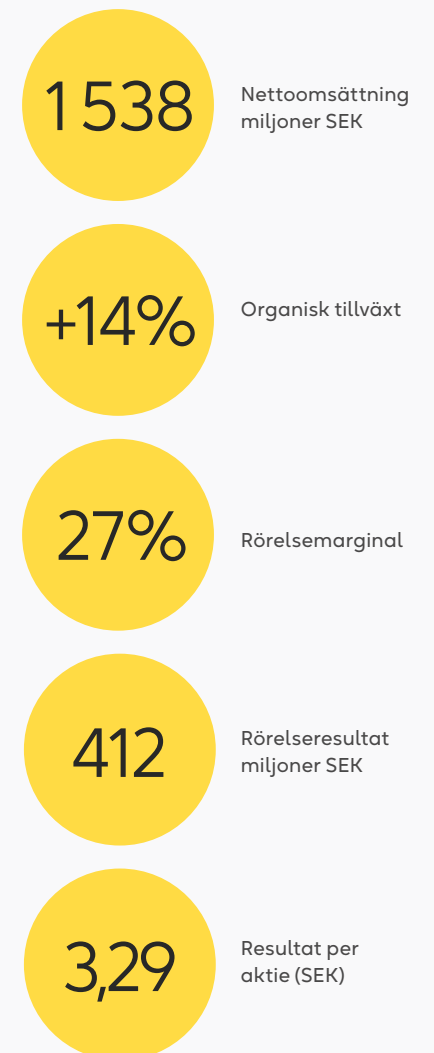 1 538
Nettoomsättning
miljoner SEK
+14%
Organisk tillväxt
27%
Rörelsemarginal
412
Rörelseresultat
miljoner SEK
3,29
Resultat per
aktie (SEK)